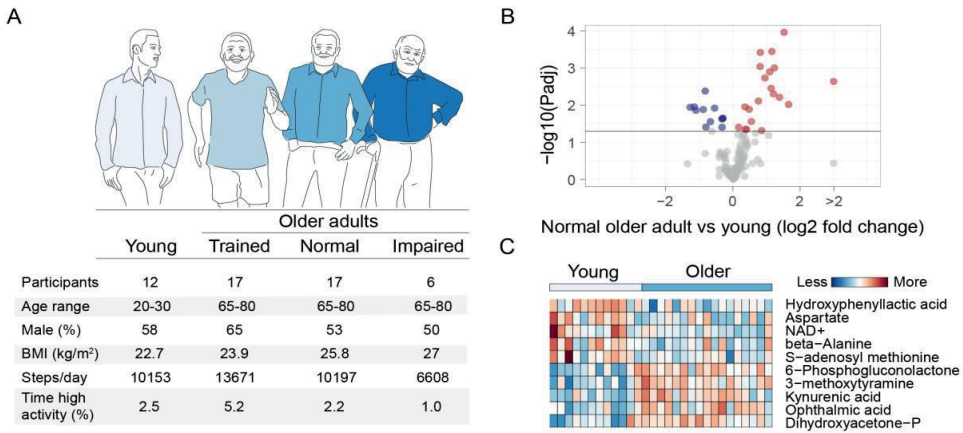 A
Older adults
Young Trained Normal Impaired
Participants 12 17 17 6
Age range 20-30 65-80 65-80 65-80
Male (%) 58 65 53 50
BMI (kg/m²) 22.7 23.9 25.8 27
Steps/day 10153 13671 10197 6608
Time high
activity (%) 2.5 5.2 2.2 1.0
B
−log10(Padj)
4
3
2
1
0
−2 0 >2
Normal older adult vs young (log2 fold change)
C
Young Older Less More
Hydroxyphenyllactic acid
Aspartate
NAD+
beta−Alanine
S−adenosyl methionine
6−Phosphogluconolactone
3−methoxytyramine
Kynurenic acid
Ophthalmic acid
Dihydroxyacetone−P